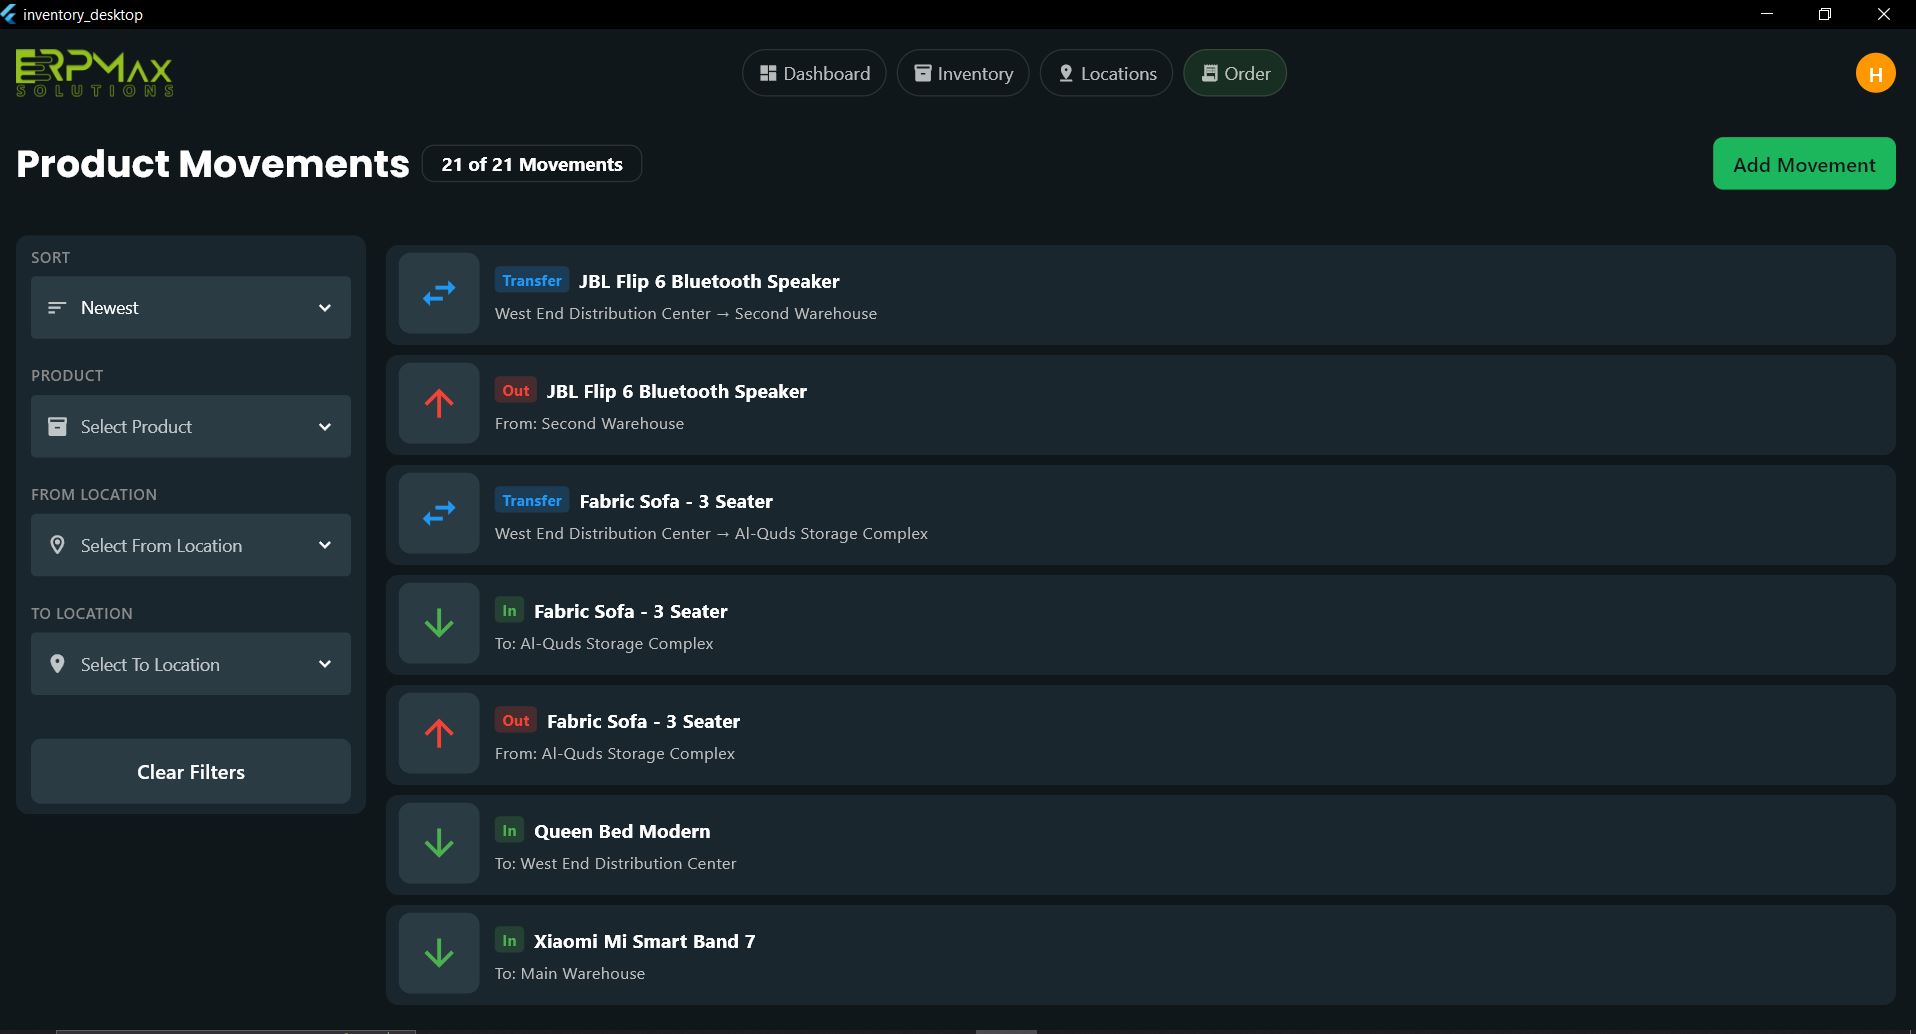 inventory_desktop
ERPMAX
SOLUTIONS
Dashboard
Inventory
Locations
Order
H
Product Movements
21 of 21 Movements
Add Movement
SORT
Newest
PRODUCT
Select Product
FROM LOCATION
Select From Location
TO LOCATION
Select To Location
Clear Filters
Transfer JBL Flip 6 Bluetooth Speaker
West End Distribution Center → Second Warehouse
Out JBL Flip 6 Bluetooth Speaker
From: Second Warehouse
Transfer Fabric Sofa - 3 Seater
West End Distribution Center → Al-Quds Storage Complex
In Fabric Sofa - 3 Seater
To: Al-Quds Storage Complex
Out Fabric Sofa - 3 Seater
From: Al-Quds Storage Complex
In Queen Bed Modern
To: West End Distribution Center
In Xiaomi Mi Smart Band 7
To: Main Warehouse